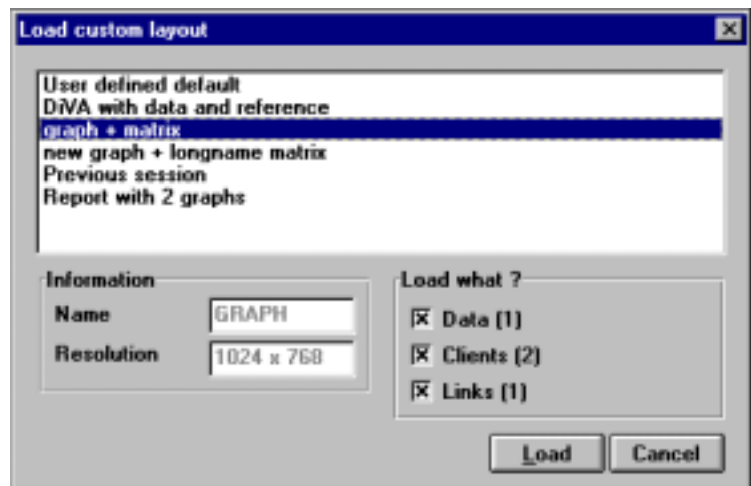 Load custom layout
User defined default
DiVA with data and reference
graph + matrix
new graph + longname matrix
Previous session
Report with 2 graphs
Information
Name GRAPH
Resolution 1024 x 768
Load what ?
Data (1)
Clients (2)
Links (1)
Load Cancel